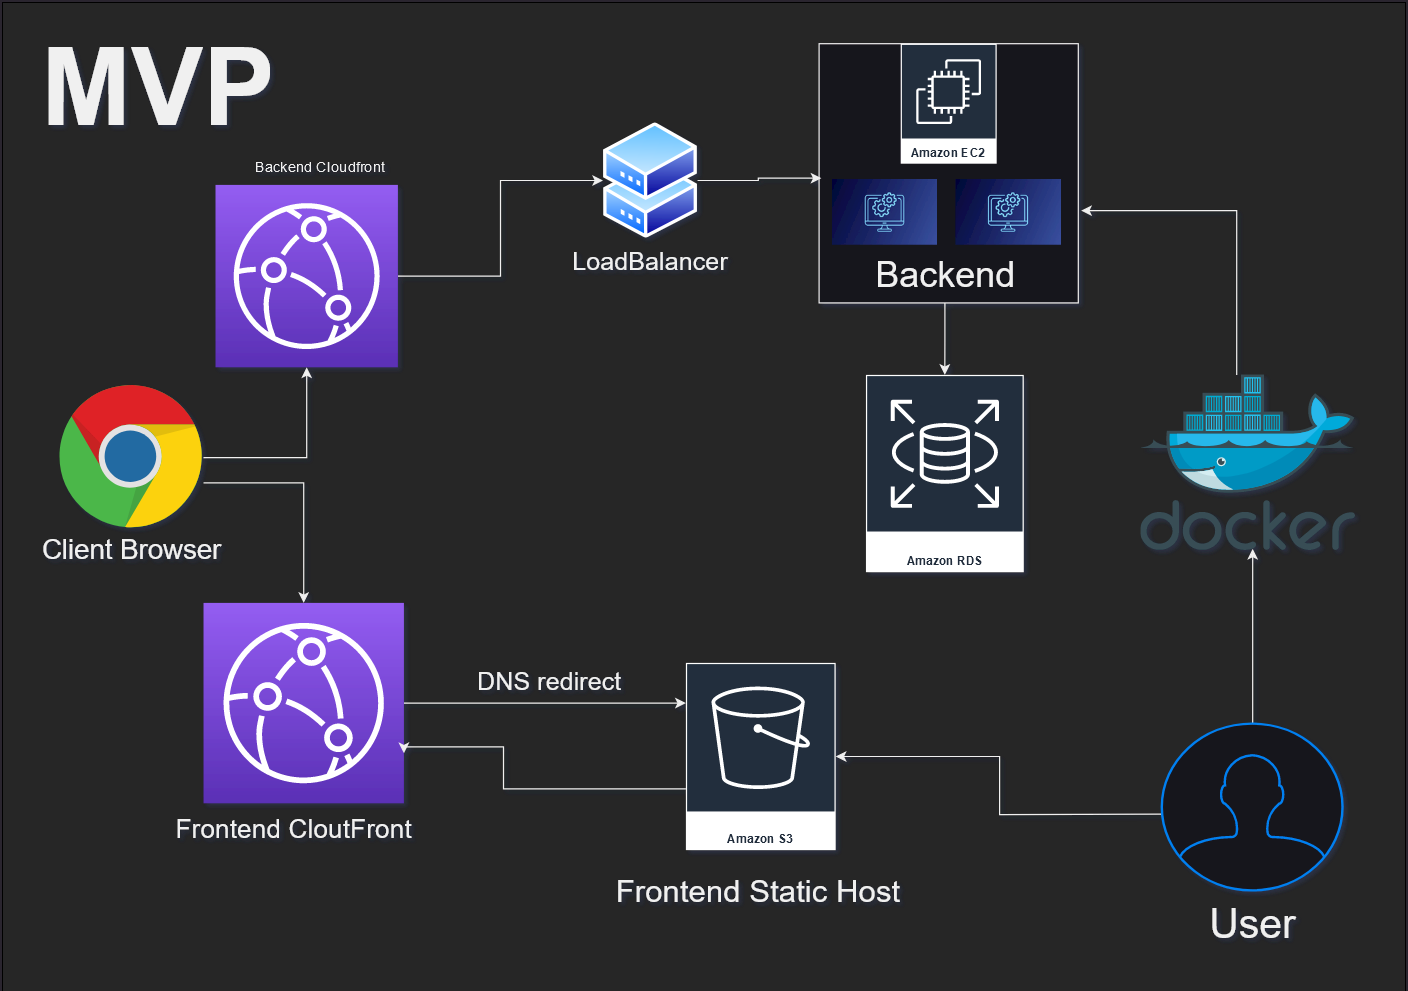 MVP
Backend Cloudfront
Amazon EC2
LoadBalancer
Backend
Client Browser
Amazon RDS
docker
DNS redirect
Frontend CloutFront
Amazon S3
Frontend Static Host
User